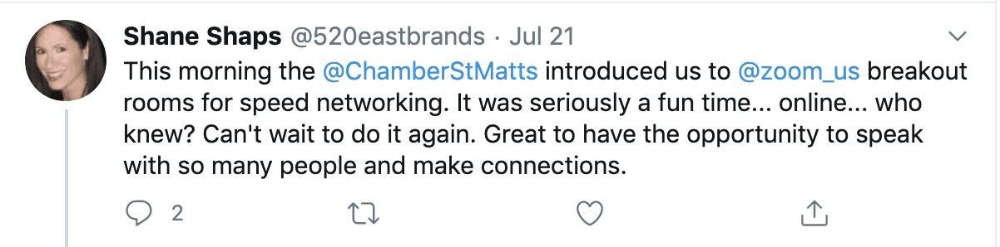 Shane Shaps @520eastbrands · Jul 21
This morning the @ChamberStMatts introduced us to @zoom_us breakout
rooms for speed networking. It was seriously a fun time... online... who
knew? Can't wait to do it again. Great to have the opportunity to speak
with so many people and make connections.
2